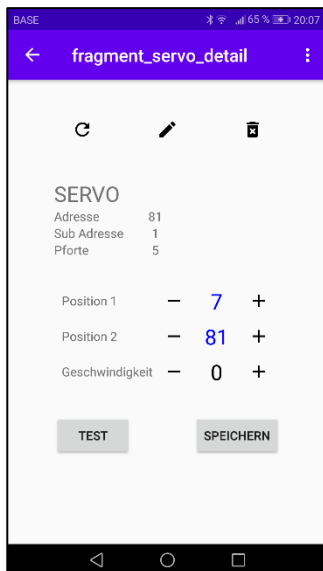 BASE 65 % 20:07
fragment_servo_detail
SERVO
Adresse 81
Sub Adresse 1
Pforte 5
Position 1 − 7 +
Position 2 − 81 +
Geschwindigkeit − 0 +
TEST SPEICHERN